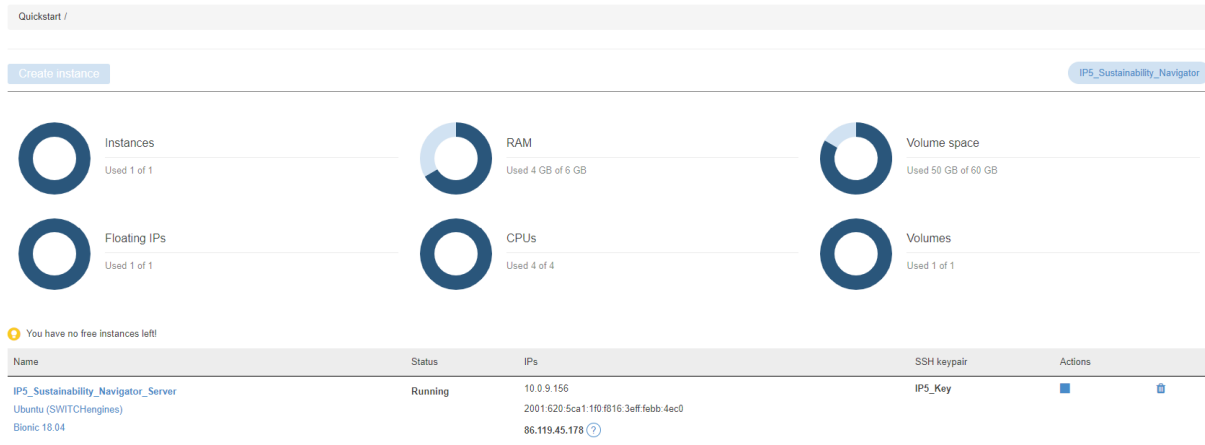 Quickstart /
Create instance
IP5_Sustainability_Navigator
Instances
Used 1 of 1
RAM
Used 4 GB of 6 GB
Volume space
Used 50 GB of 60 GB
Floating IPs
Used 1 of 1
CPUs
Used 4 of 4
Volumes
Used 1 of 1
You have no free instances left!
Name Status IPs SSH keypair Actions
IP5_Sustainability_Navigator_Server Running 10.0.9.156 IP5_Key
Ubuntu (SWITCHengines) 2001:620:5ca1:1f0:f816:3eff:febb:4ec0
Bionic 18.04 86.119.45.178 ?